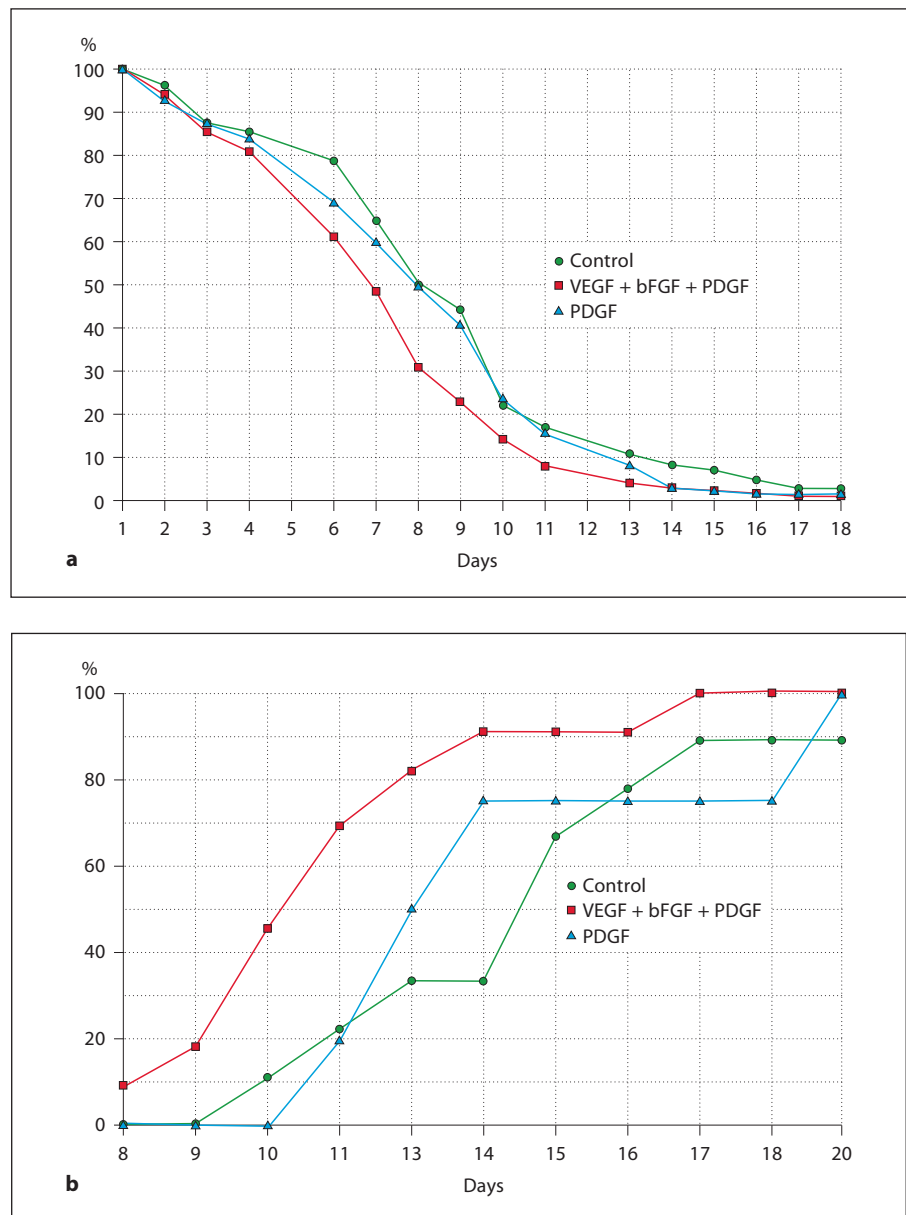 %
100
90
80
70
60
50
40
30
20
10
0
Control
VEGF + bFGF + PDGF
PDGF
1 2 3 4 5 6 7 8 9 10 11 12 13 14 15 16 17 18
a
Days
%
100
80
60
40
20
0
Control
VEGF + bFGF + PDGF
PDGF
8 9 10 11 13 14 15 16 17 18 20
b
Days